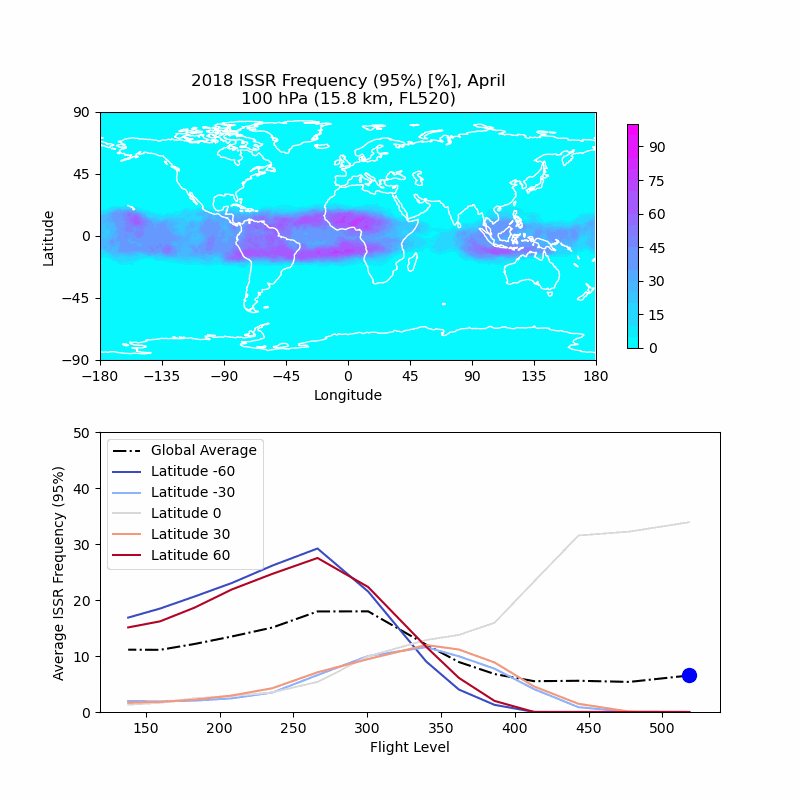 2018 ISSR Frequency (95%) [%], April
100 hPa (15.8 km, FL520)
90
45
0
−45
−90
Latitude
−180 −135 −90 −45 0 45 90 135 180
Longitude
90
75
60
45
30
15
0
50
40
30
20
10
0
Average ISSR Frequency (95%)
Global Average
Latitude -60
Latitude -30
Latitude 0
Latitude 30
Latitude 60
150 200 250 300 350 400 450 500
Flight Level